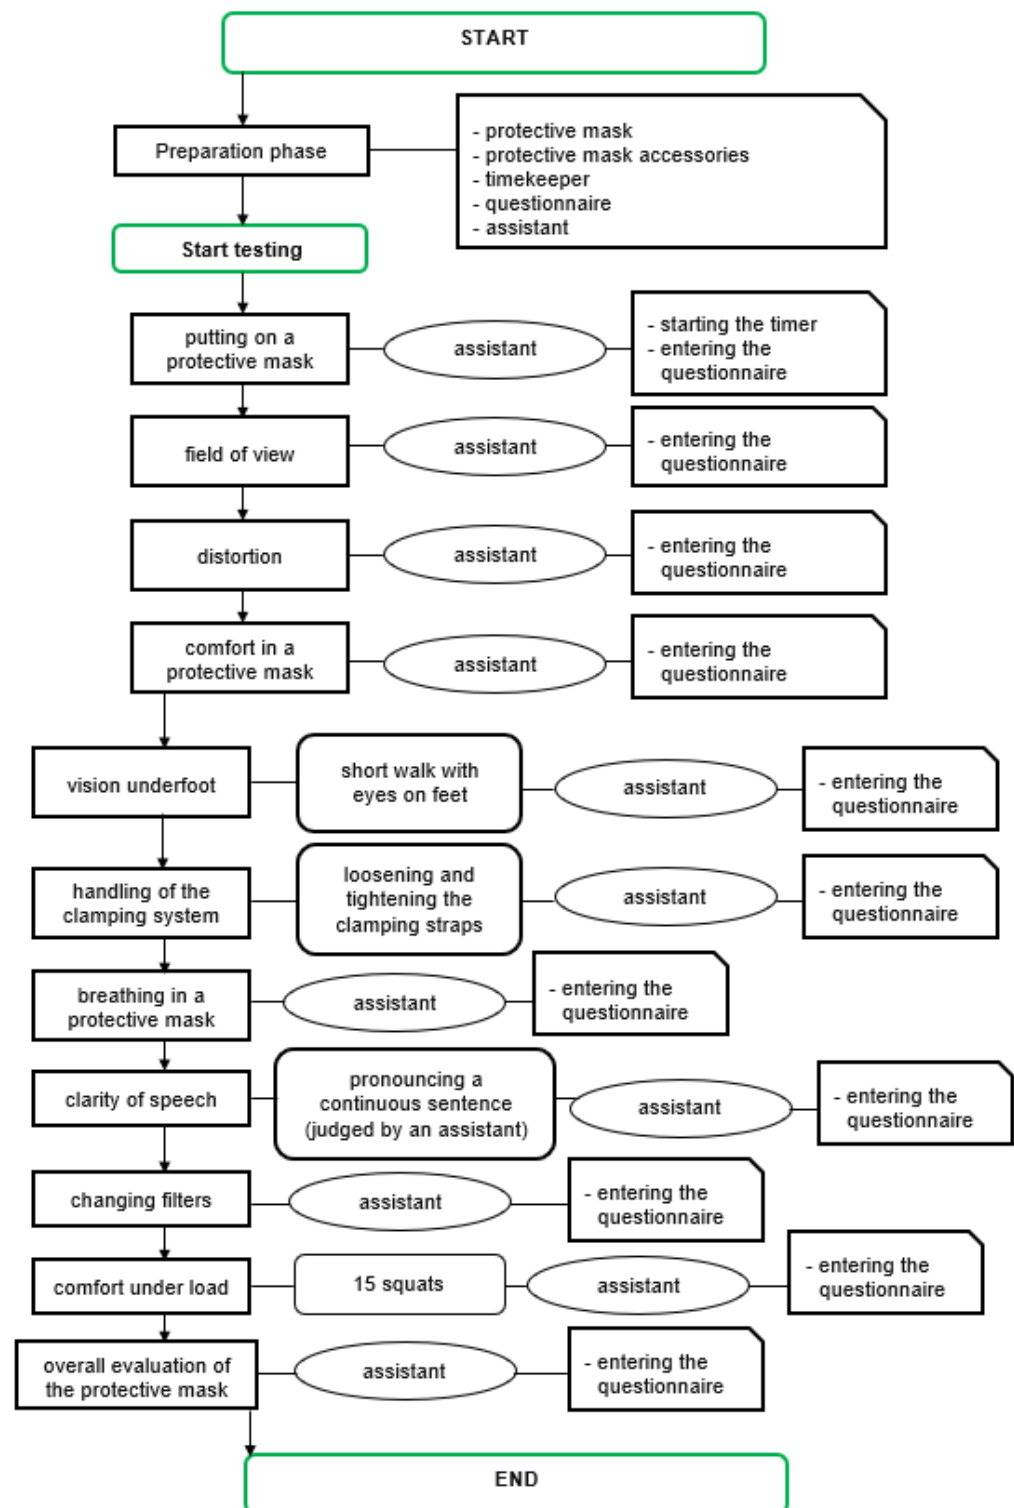 START
Preparation phase
- protective mask
- protective mask accessories
- timekeeper
- questionnaire
- assistant
Start testing
putting on a
protective mask
assistant
- starting the timer
- entering the
questionnaire
field of view
assistant
- entering the
questionnaire
distortion
assistant
- entering the
questionnaire
comfort in a
protective mask
assistant
- entering the
questionnaire
vision underfoot
short walk with
eyes on feet
assistant
- entering the
questionnaire
handling of the
clamping system
loosening and
tightening the
clamping straps
assistant
- entering the
questionnaire
breathing in a
protective mask
assistant
- entering the
questionnaire
clarity of speech
pronouncing a
continuous sentence
(judged by an assistant)
assistant
- entering the
questionnaire
changing filters
assistant
- entering the
questionnaire
comfort under load
15 squats
assistant
- entering the
questionnaire
overall evaluation of
the protective mask
assistant
- entering the
questionnaire
END